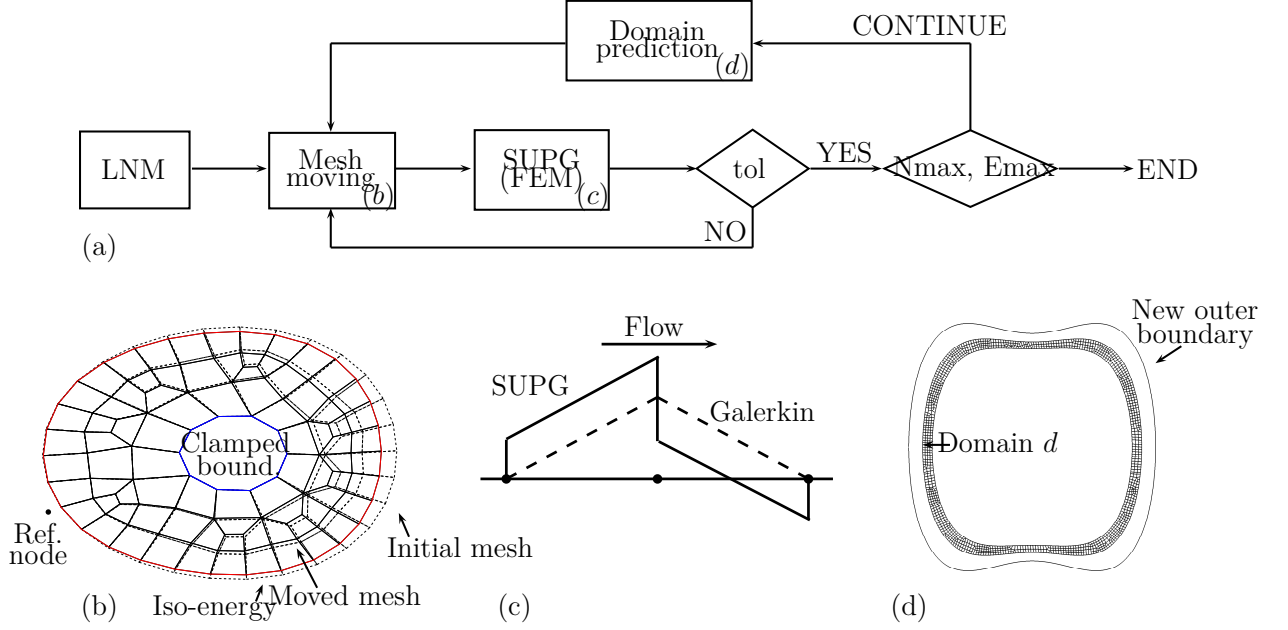 Domain
prediction
(d)
CONTINUE
LNM
Mesh
moving
(b)
SUPG
(FEM)
(c)
tol
YES
Nmax, Emax
END
NO
(a)
Clamped
bound.
Ref.
node
Initial mesh
Moved mesh
Iso-energy
(b)
Flow
SUPG
Galerkin
(c)
New outer
boundary
Domain d
(d)